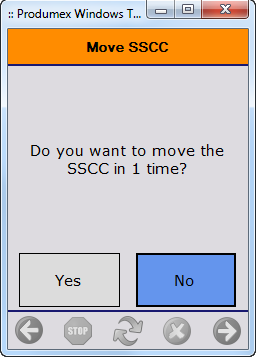 :: Produmex Windows T...
Move SSCC
Do you want to move the
SSCC in 1 time?
Yes
No
STOP